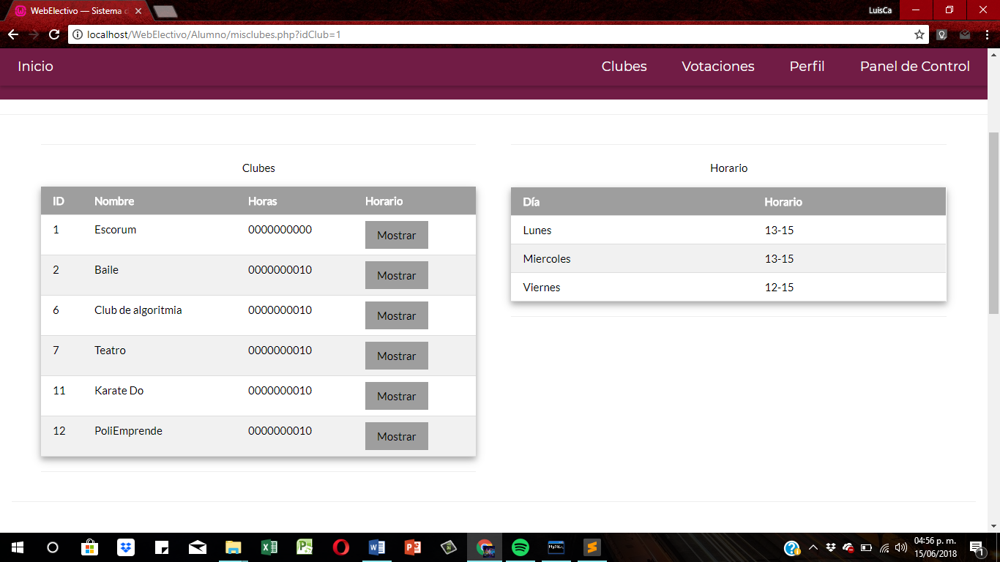 WebElectivo — Sistema d
LuisCa
localhost/WebElectivo/Alumno/misclubes.php?idClub=1
Inicio Clubes Votaciones Perfil Panel de Control
Clubes
ID Nombre Horas Horario
1 Escorum 0000000000 Mostrar
2 Baile 0000000010 Mostrar
6 Club de algoritmia 0000000010 Mostrar
7 Teatro 0000000010 Mostrar
11 Karate Do 0000000010 Mostrar
12 PoliEmprende 0000000010 Mostrar
Horario
Día Horario
Lunes 13-15
Miercoles 13-15
Viernes 12-15
04:56 p. m.
15/06/2018
1